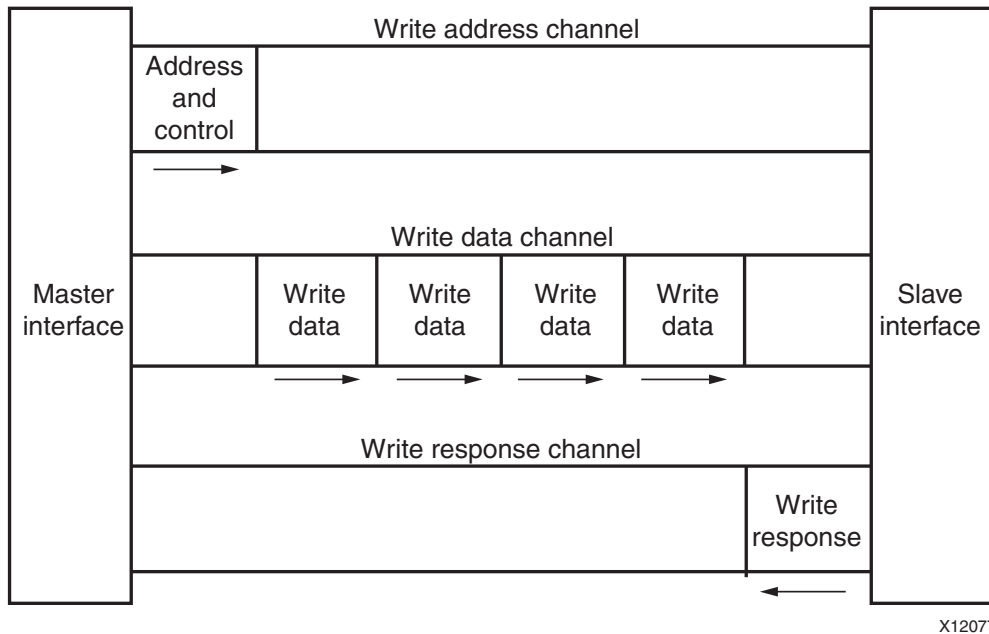 Write address channel
Address
and
control
Write data channel
Master
interface
Write
data
Write
data
Write
data
Write
data
Slave
interface
Write response channel
Write
response